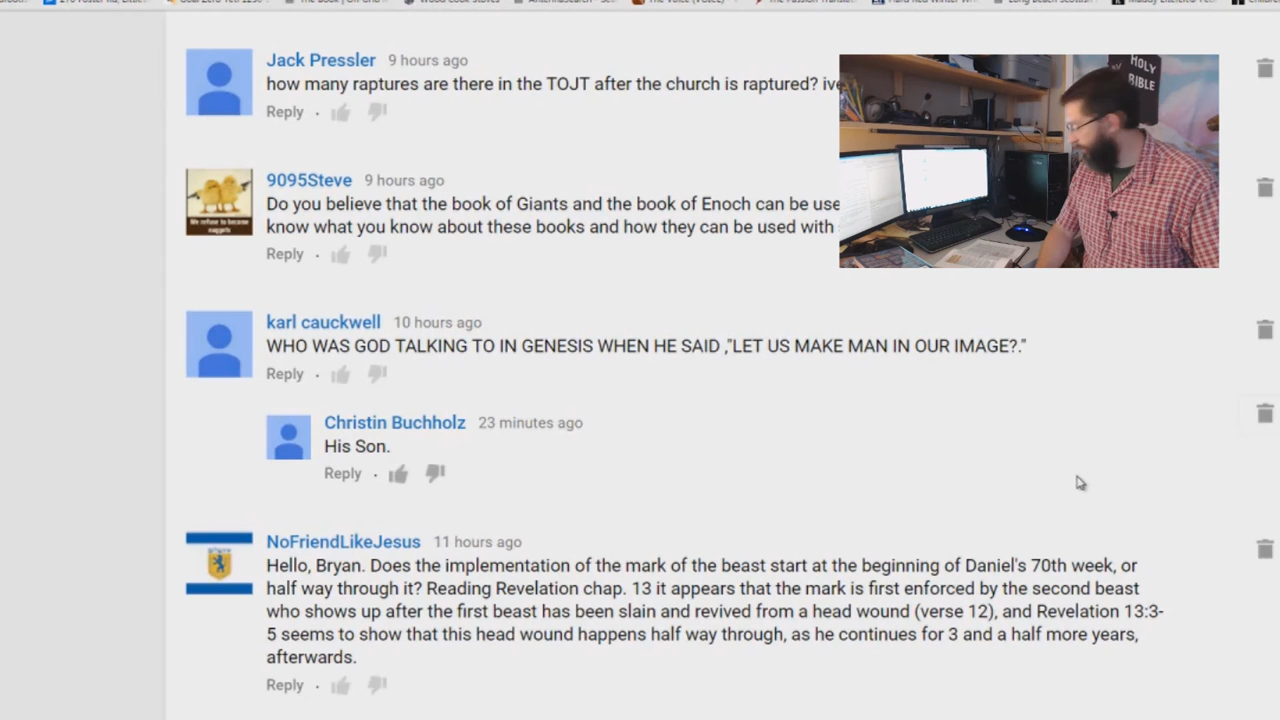 Jack Pressler 9 hours ago
how many raptures are there in the TOJT after the church is raptured? ive
Reply
HOLY
BIBLE
9095Steve 9 hours ago
Do you believe that the book of Giants and the book of Enoch can be use
know what you know about these books and how they can be used with
We refuse to become
nuggets
Reply
karl cauckwell 10 hours ago
WHO WAS GOD TALKING TO IN GENESIS WHEN HE SAID ,"LET US MAKE MAN IN OUR IMAGE?."
Reply
Christin Buchholz 23 minutes ago
His Son.
Reply
NoFriendLikeJesus 11 hours ago
Hello, Bryan. Does the implementation of the mark of the beast start at the beginning of Daniel's 70th week, or
half way through it? Reading Revelation chap. 13 it appears that the mark is first enforced by the second beast
who shows up after the first beast has been slain and revived from a head wound (verse 12), and Revelation 13:3-
5 seems to show that this head wound happens half way through, as he continues for 3 and a half more years,
afterwards.
Reply